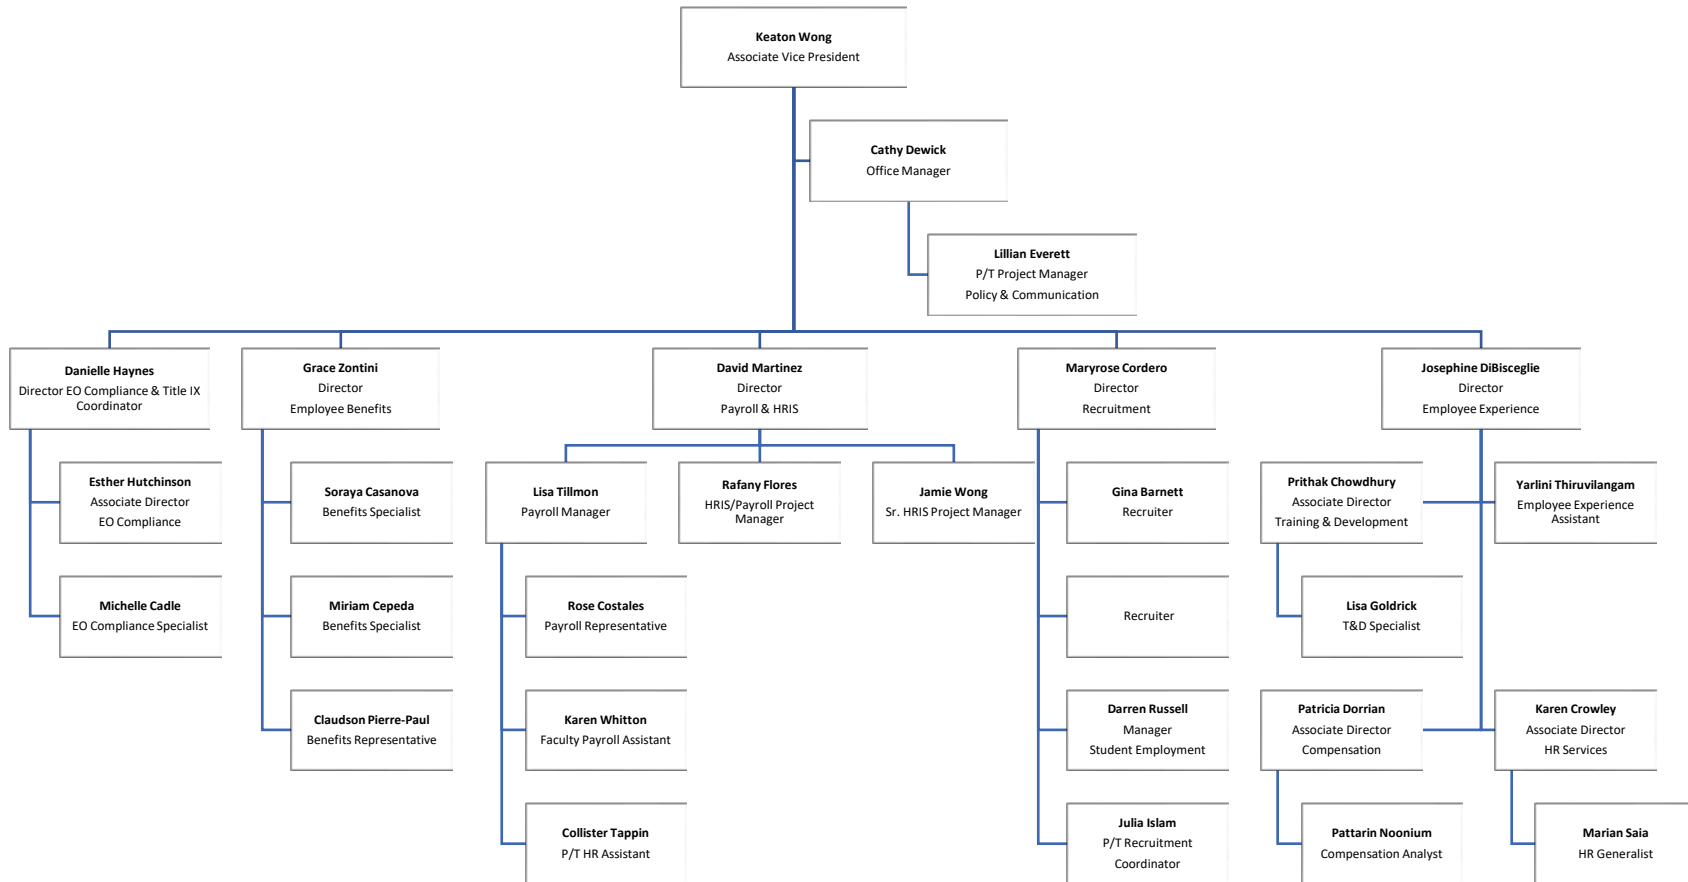 Keaton Wong
Associate Vice President
Cathy Dewick
Office Manager
Lillian Everett
P/T Project Manager
Policy & Communication
Danielle Haynes
Director EO Compliance & Title IX
Coordinator
Grace Zontini
Director
Employee Benefits
David Martinez
Director
Payroll & HRIS
Maryrose Cordero
Director
Recruitment
Josephine DiBisceglie
Director
Employee Experience
Esther Hutchinson
Associate Director
EO Compliance
Michelle Cadle
EO Compliance Specialist
Soraya Casanova
Benefits Specialist
Miriam Cepeda
Benefits Specialist
Claudson Pierre-Paul
Benefits Representative
Lisa Tillmon
Payroll Manager
Rose Costales
Payroll Representative
Karen Whitton
Faculty Payroll Assistant
Collister Tappin
P/T HR Assistant
Rafany Flores
HRIS/Payroll Project
Manager
Jamie Wong
Sr. HRIS Project Manager
Gina Barnett
Recruiter
Recruiter
Darren Russell
Manager
Student Employment
Julia Islam
P/T Recruitment
Coordinator
Prithak Chowdhury
Associate Director
Training & Development
Lisa Goldrick
T&D Specialist
Yarlini Thiruvilangam
Employee Experience
Assistant
Patricia Dorrian
Associate Director
Compensation
Pattarin Noonium
Compensation Analyst
Karen Crowley
Associate Director
HR Services
Marian Saia
HR Generalist